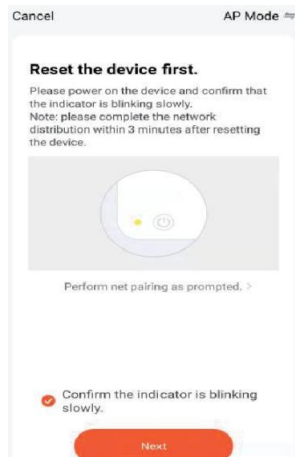 Cancel AP Mode
Reset the device first.
Please power on the device and confirm that
the indicator is blinking slowly.
Note: please complete the network
distribution within 3 minutes after resetting
the device.
Perform net pairing as prompted. >
Confirm the indicator is blinking
slowly.
Next